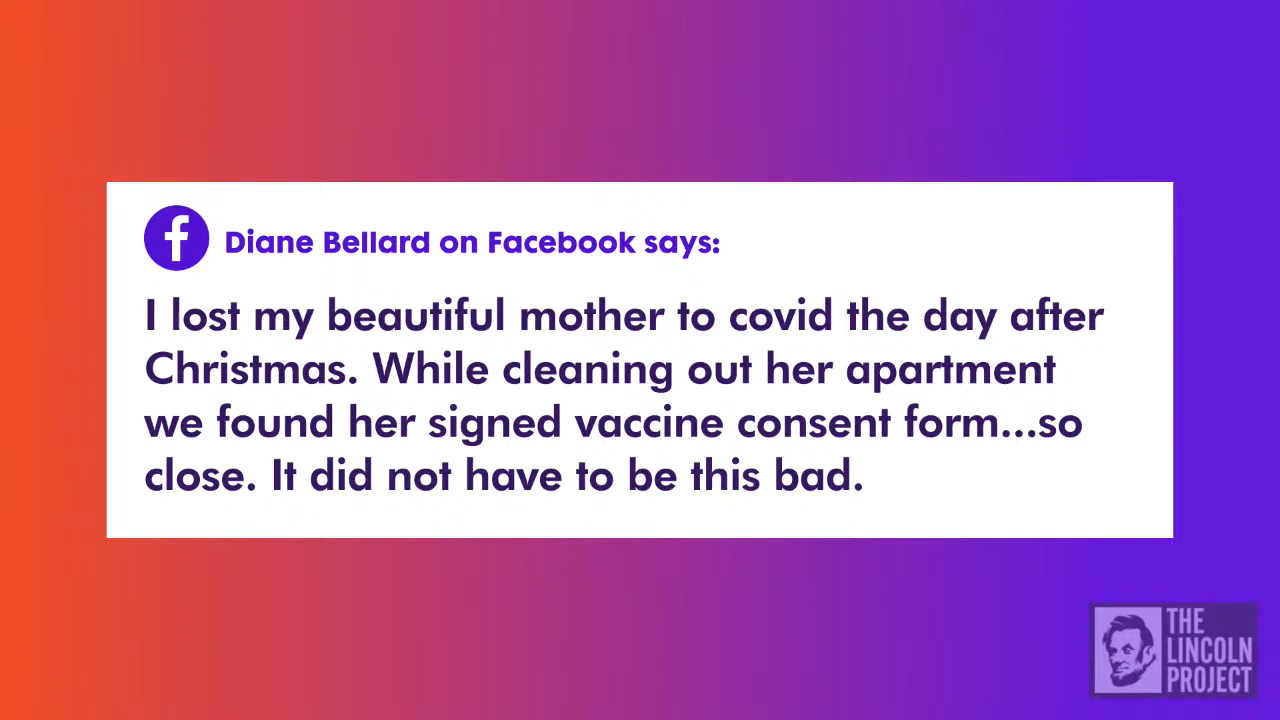 Diane Bellard on Facebook says:
I lost my beautiful mother to covid the day after
Christmas. While cleaning out her apartment
we found her signed vaccine consent form...so
close. It did not have to be this bad.
THE
LINCOLN
PROJECT